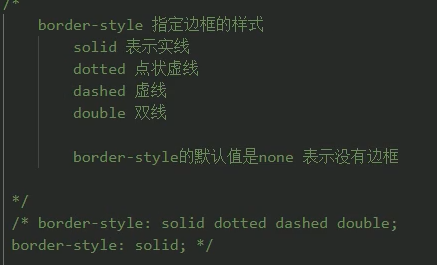 /*
border-style 指定边框的样式
solid 表示实线
dotted 点状虚线
dashed 虚线
double 双线
border-style的默认值是none 表示没有边框
*/
/* border-style: solid dotted dashed double;
border-style: solid; */